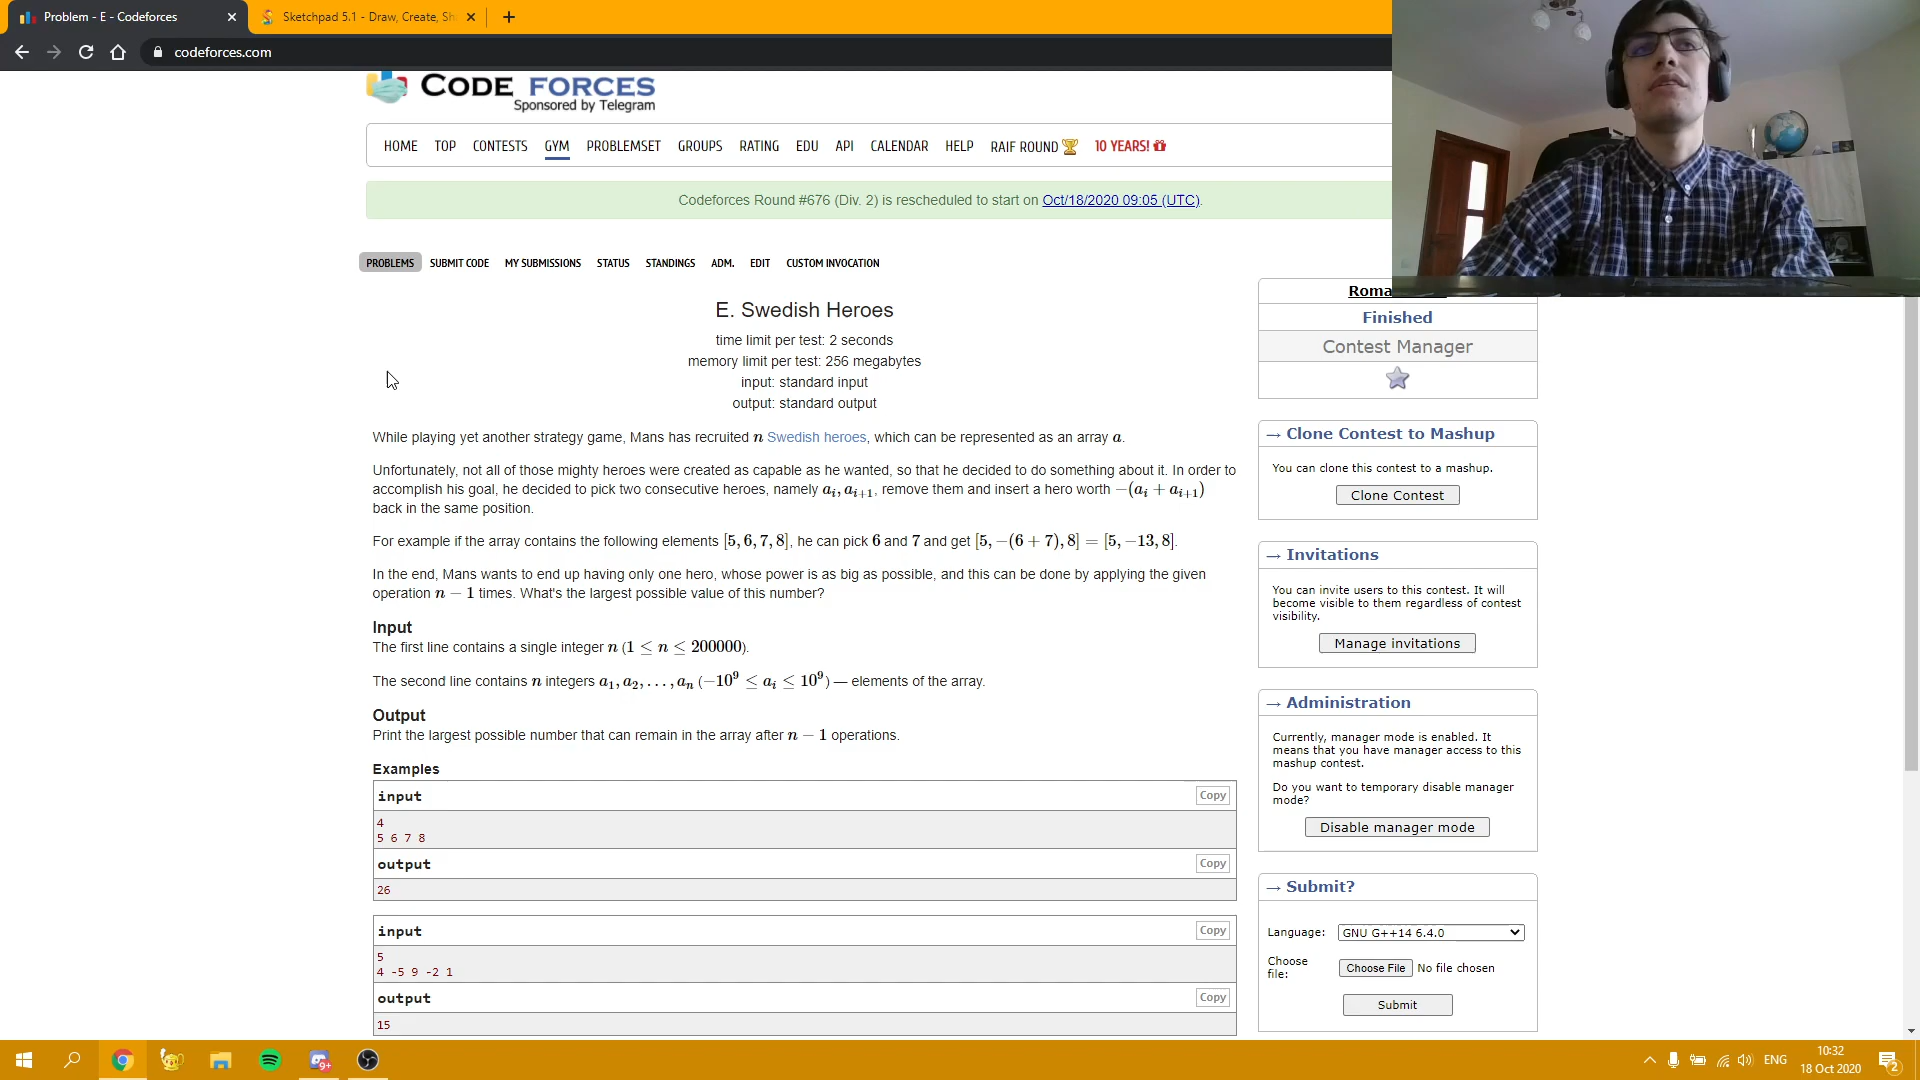 Problem - E - Codeforces
Sketchpad 5.1 - Draw, Create, Sh
codeforces.com
CODE FORCES
Sponsored by Telegram
HOME TOP CONTESTS GYM PROBLEMSET GROUPS RATING EDU API CALENDAR HELP RAIF ROUND 10 YEARS!
Codeforces Round #676 (Div. 2) is rescheduled to start on Oct/18/2020 09:05 (UTC).
PROBLEMS SUBMIT CODE MY SUBMISSIONS STATUS STANDINGS ADM. EDIT CUSTOM INVOCATION
E. Swedish Heroes
time limit per test: 2 seconds
memory limit per test: 256 megabytes
input: standard input
output: standard output
While playing yet another strategy game, Mans has recruited n Swedish heroes, which can be represented as an array a.
Unfortunately, not all of those mighty heroes were created as capable as he wanted, so that he decided to do something about it. In order to
accomplish his goal, he decided to pick two consecutive heroes, namely a_i, a_{i+1}, remove them and insert a hero worth −(a_i + a_{i+1})
back in the same position.
For example if the array contains the following elements [5, 6, 7, 8], he can pick 6 and 7 and get [5, −(6 + 7), 8] = [5, −13, 8].
In the end, Mans wants to end up having only one hero, whose power is as big as possible, and this can be done by applying the given
operation n − 1 times. What's the largest possible value of this number?
Input
The first line contains a single integer n (1 ≤ n ≤ 200000).
The second line contains n integers a_1, a_2, …, a_n (−10^9 ≤ a_i ≤ 10^9) — elements of the array.
Output
Print the largest possible number that can remain in the array after n − 1 operations.
Examples
input
Copy
4
5 6 7 8
output
Copy
26
input
Copy
5
4 -5 9 -2 1
output
Copy
15
Roma
Finished
Contest Manager
→ Clone Contest to Mashup
You can clone this contest to a mashup.
Clone Contest
→ Invitations
You can invite users to this contest. It will
become visible to them regardless of contest
visibility.
Manage invitations
→ Administration
Currently, manager mode is enabled. It
means that you have manager access to this
mashup contest.
Do you want to temporary disable manager
mode?
Disable manager mode
→ Submit?
Language: GNU G++14 6.4.0
Choose
file:
Choose File No file chosen
Submit
9+
ENG
10:32
18 Oct 2020
2